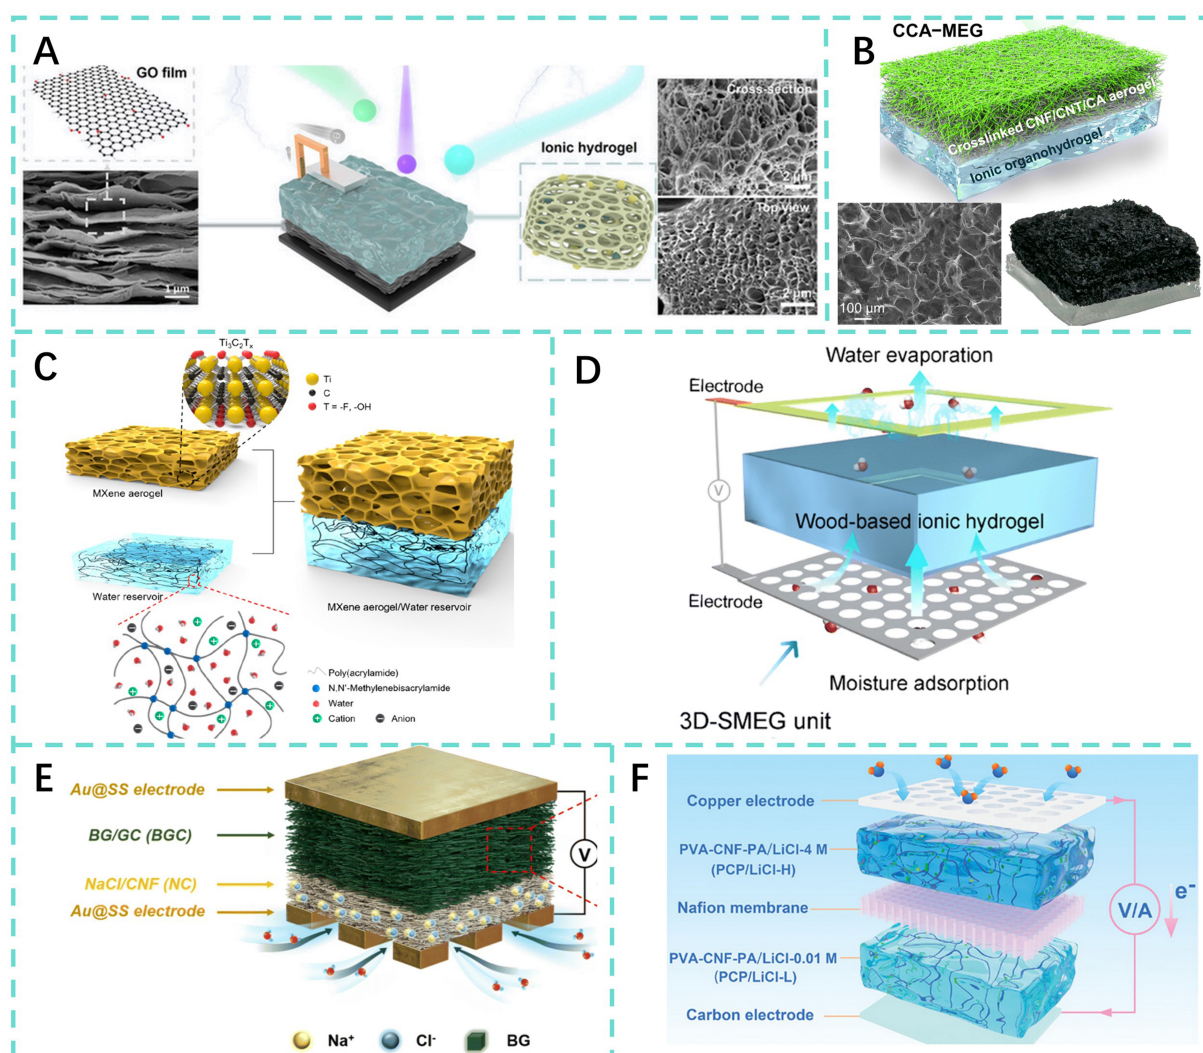 A
GO film
1 μm
Ionic hydrogel
Cross-section
2 μm
Top view
2 μm
B
CCA−MEG
Crosslinked CNF/CNT/CA aerogel
Ionic organohydrogel
100 μm
C
Ti3C2Tx
Ti
C
T = -F, -OH
MXene aerogel
Water reservoir
MXene aerogel/Water reservoir
Poly(acrylamide)
N,N'-Methylenebisacrylamide
Water
Cation
Anion
D
Water evaporation
Electrode
V
Wood-based ionic hydrogel
Electrode
Moisture adsorption
3D-SMEG unit
E
Au@SS electrode
BG/GC (BGC)
V
NaCl/CNF (NC)
Au@SS electrode
Na+
Cl-
BG
F
Copper electrode
PVA-CNF-PA/LiCl-4 M
(PCP/LiCl-H)
Nafion membrane
V/A
e-
PVA-CNF-PA/LiCl-0.01 M
(PCP/LiCl-L)
Carbon electrode